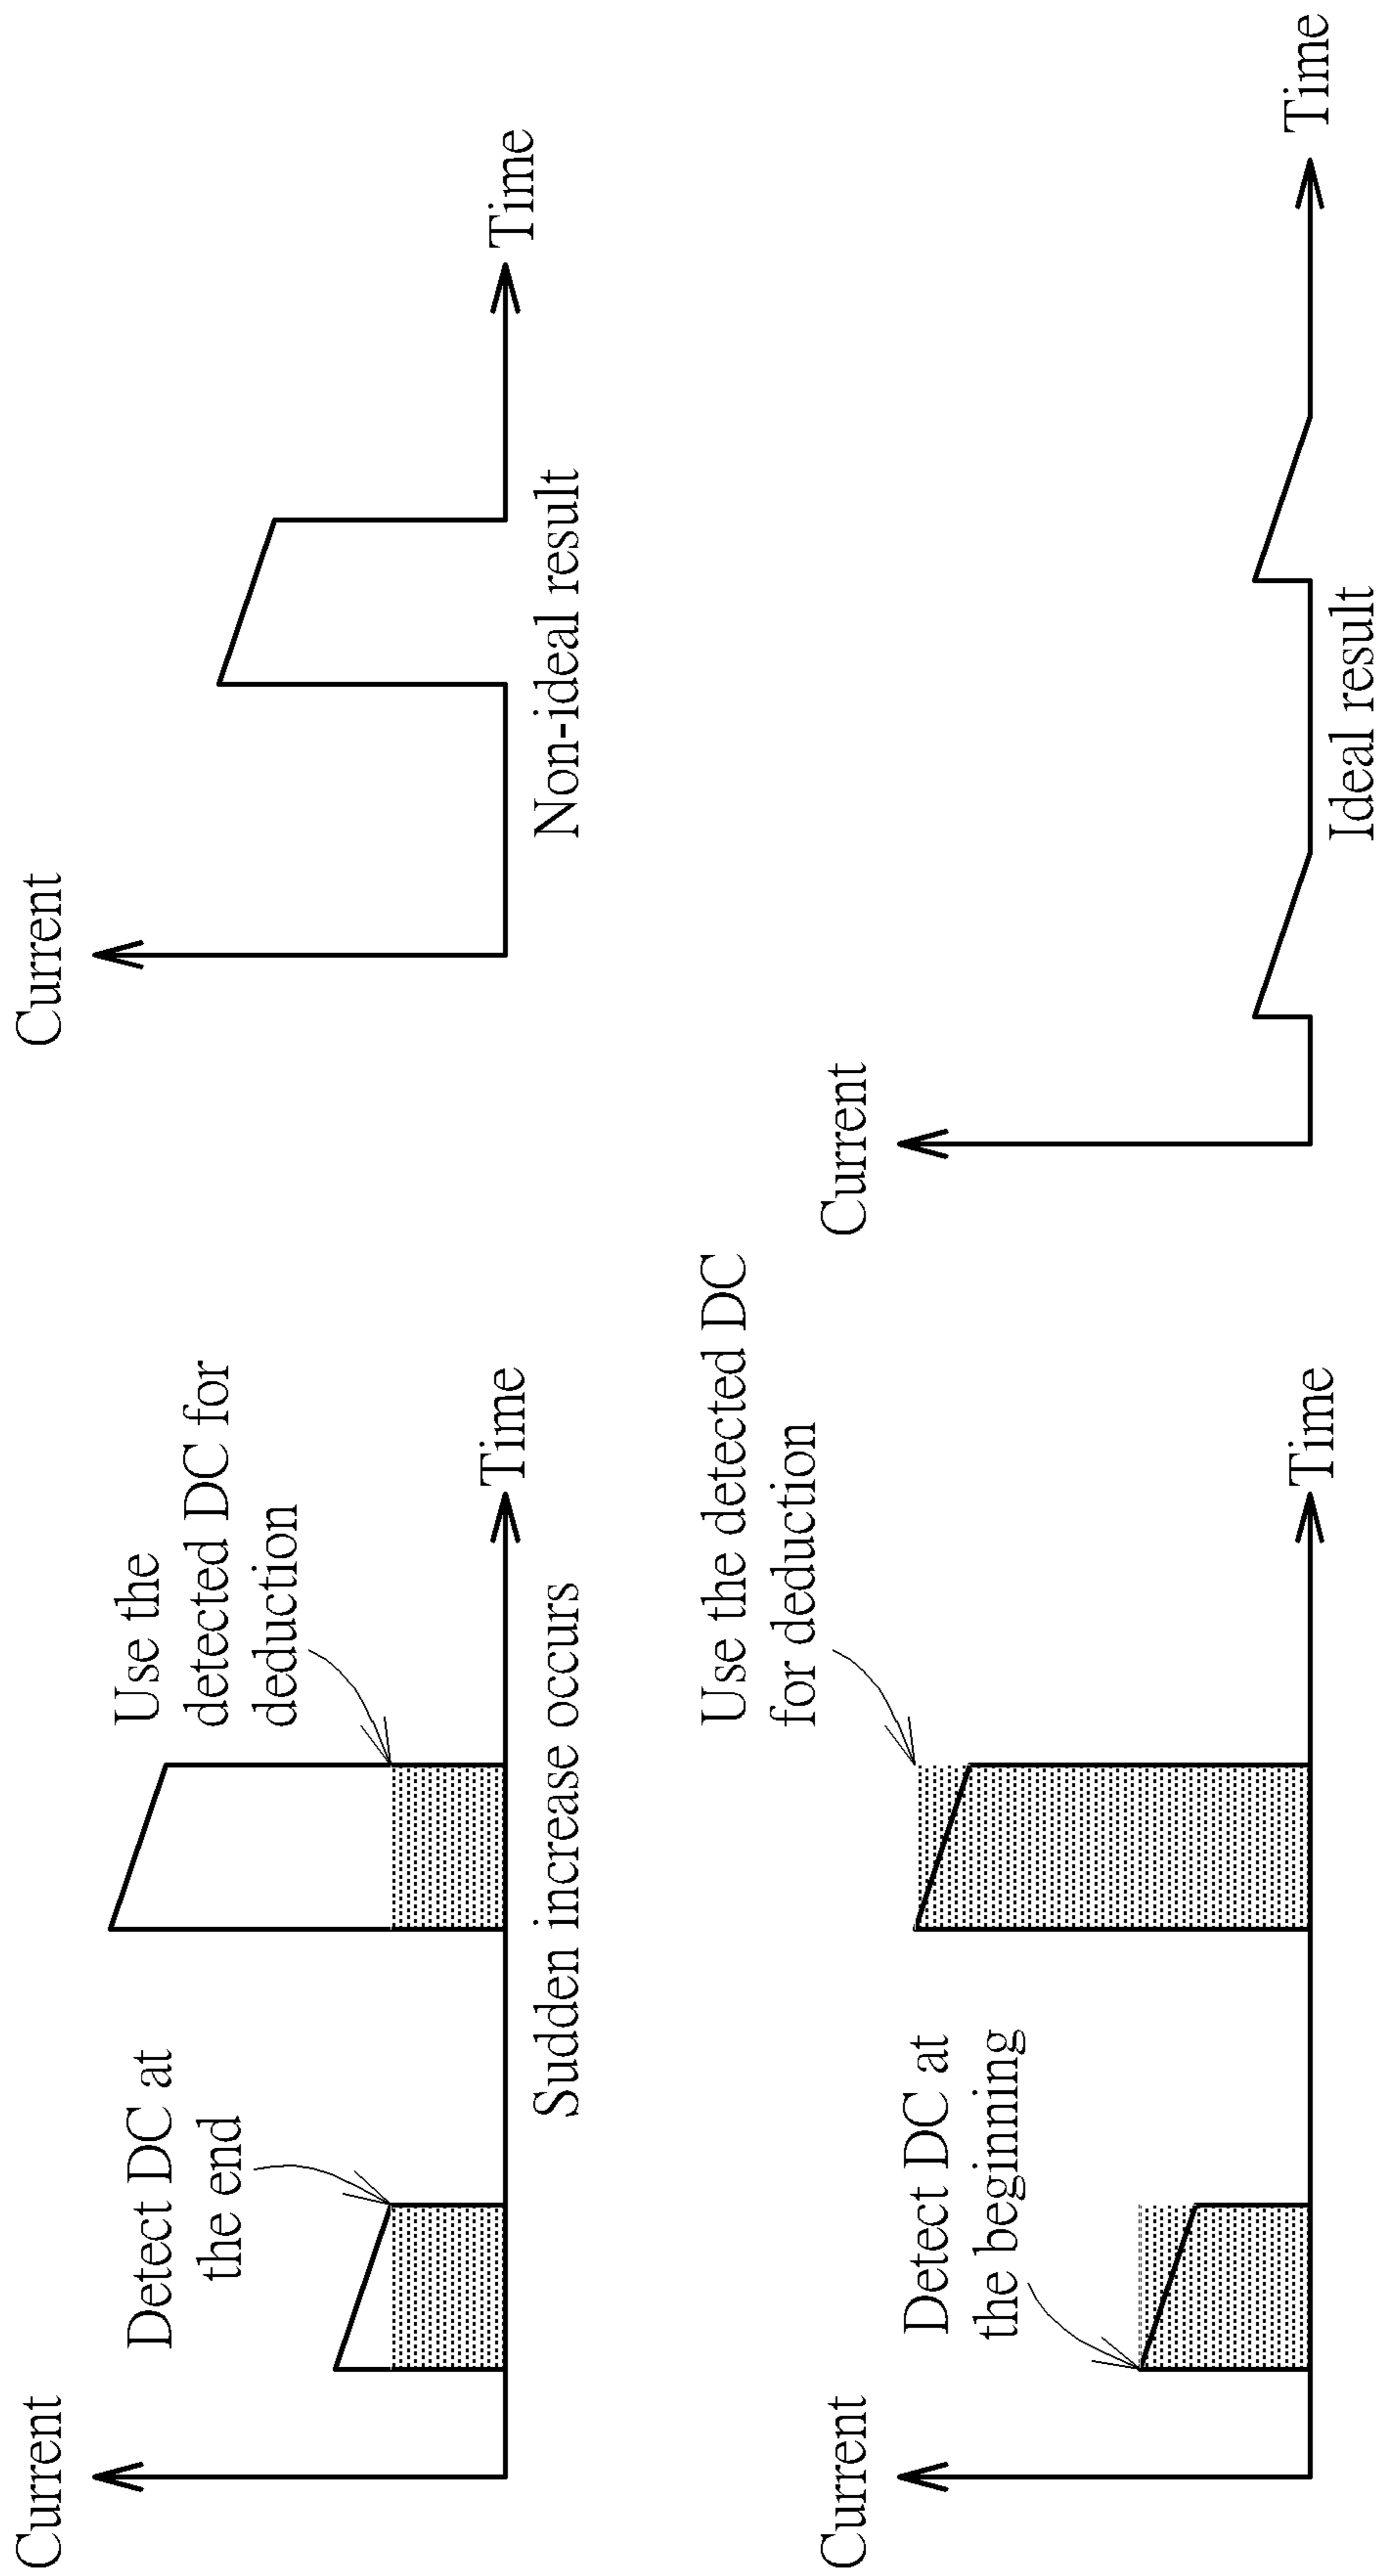 Current
Detect DC at
the end
Use the
detected DC for
deduction
Time
Sudden increase occurs
Current
Time
Non-ideal result
Current
Detect DC at
the beginning
Use the detected DC
for deduction
Time
Current
Time
Ideal result